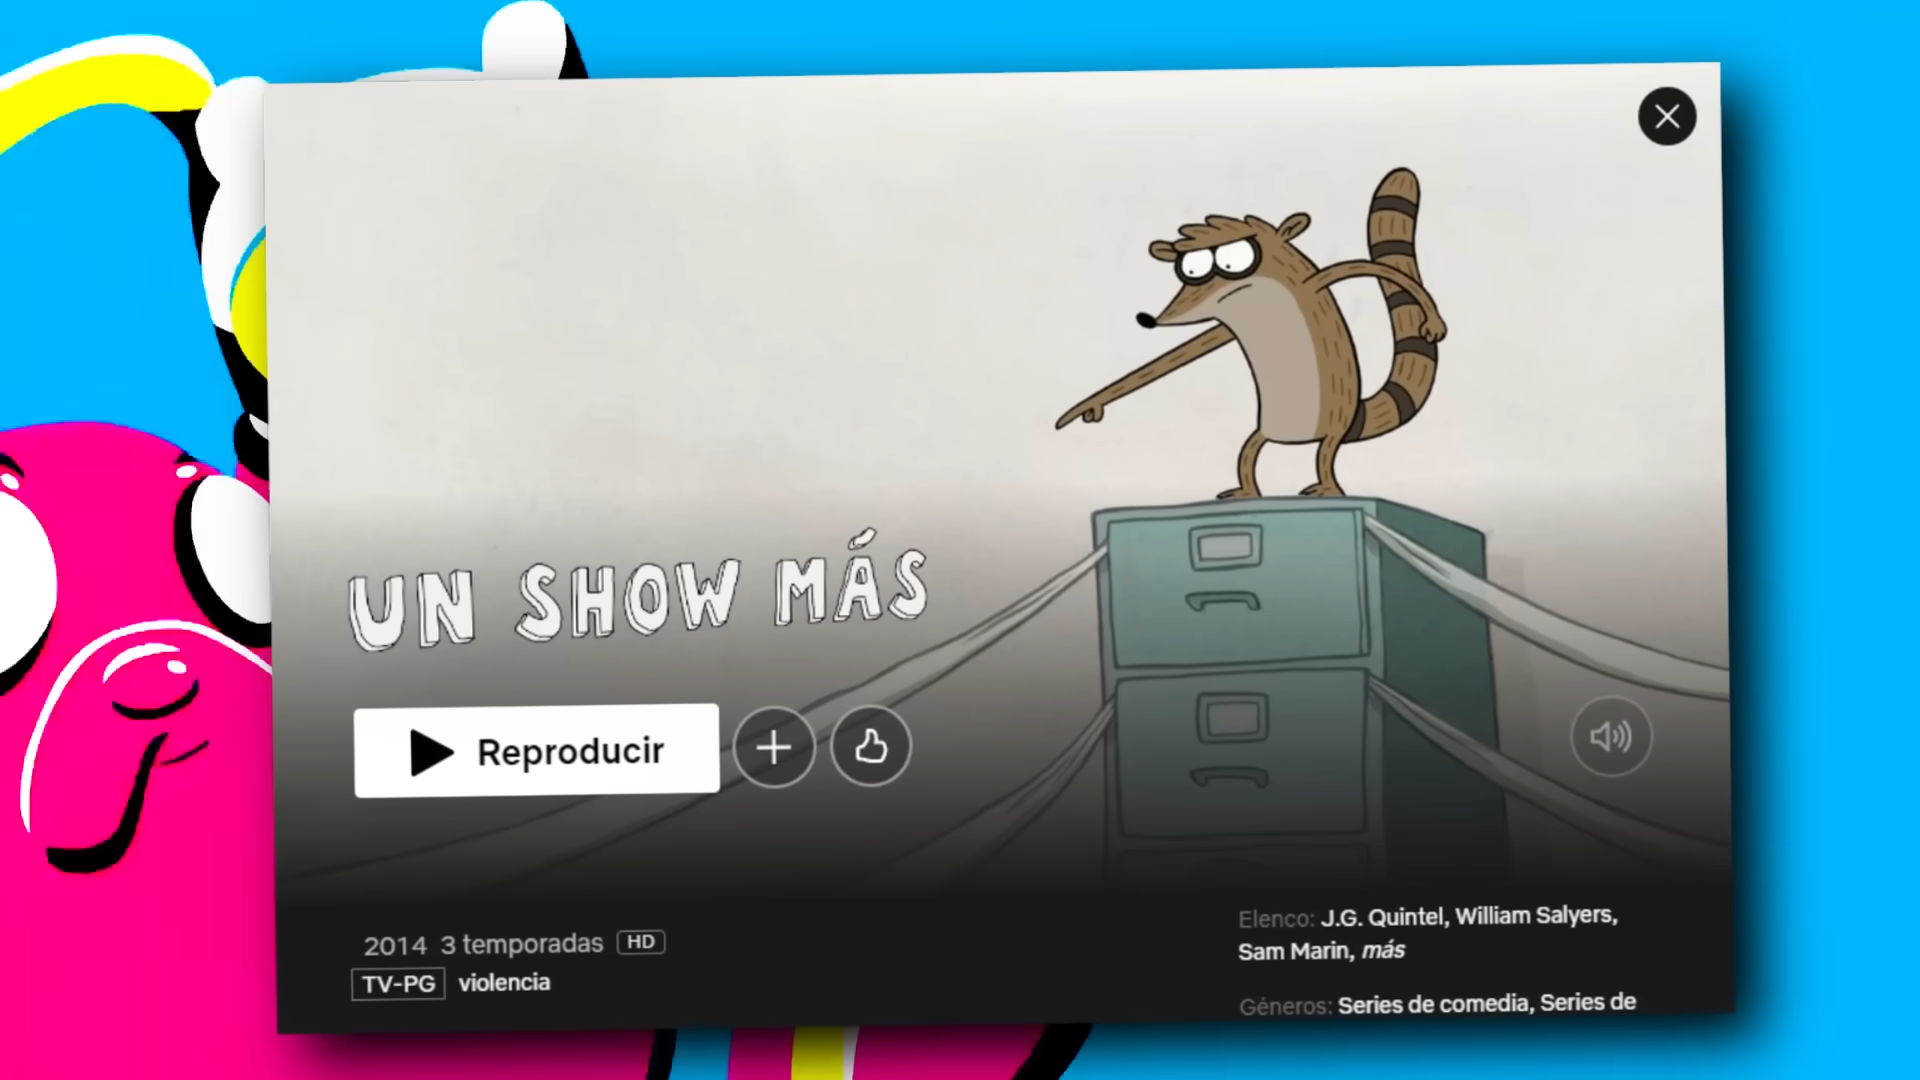 UN SHOW MÁS
Reproducir
2014 3 temporadas HD
TV-PG violencia
Elenco: J.G. Quintel, William Salyers,
Sam Marin, más
Géneros: Series de comedia, Series de